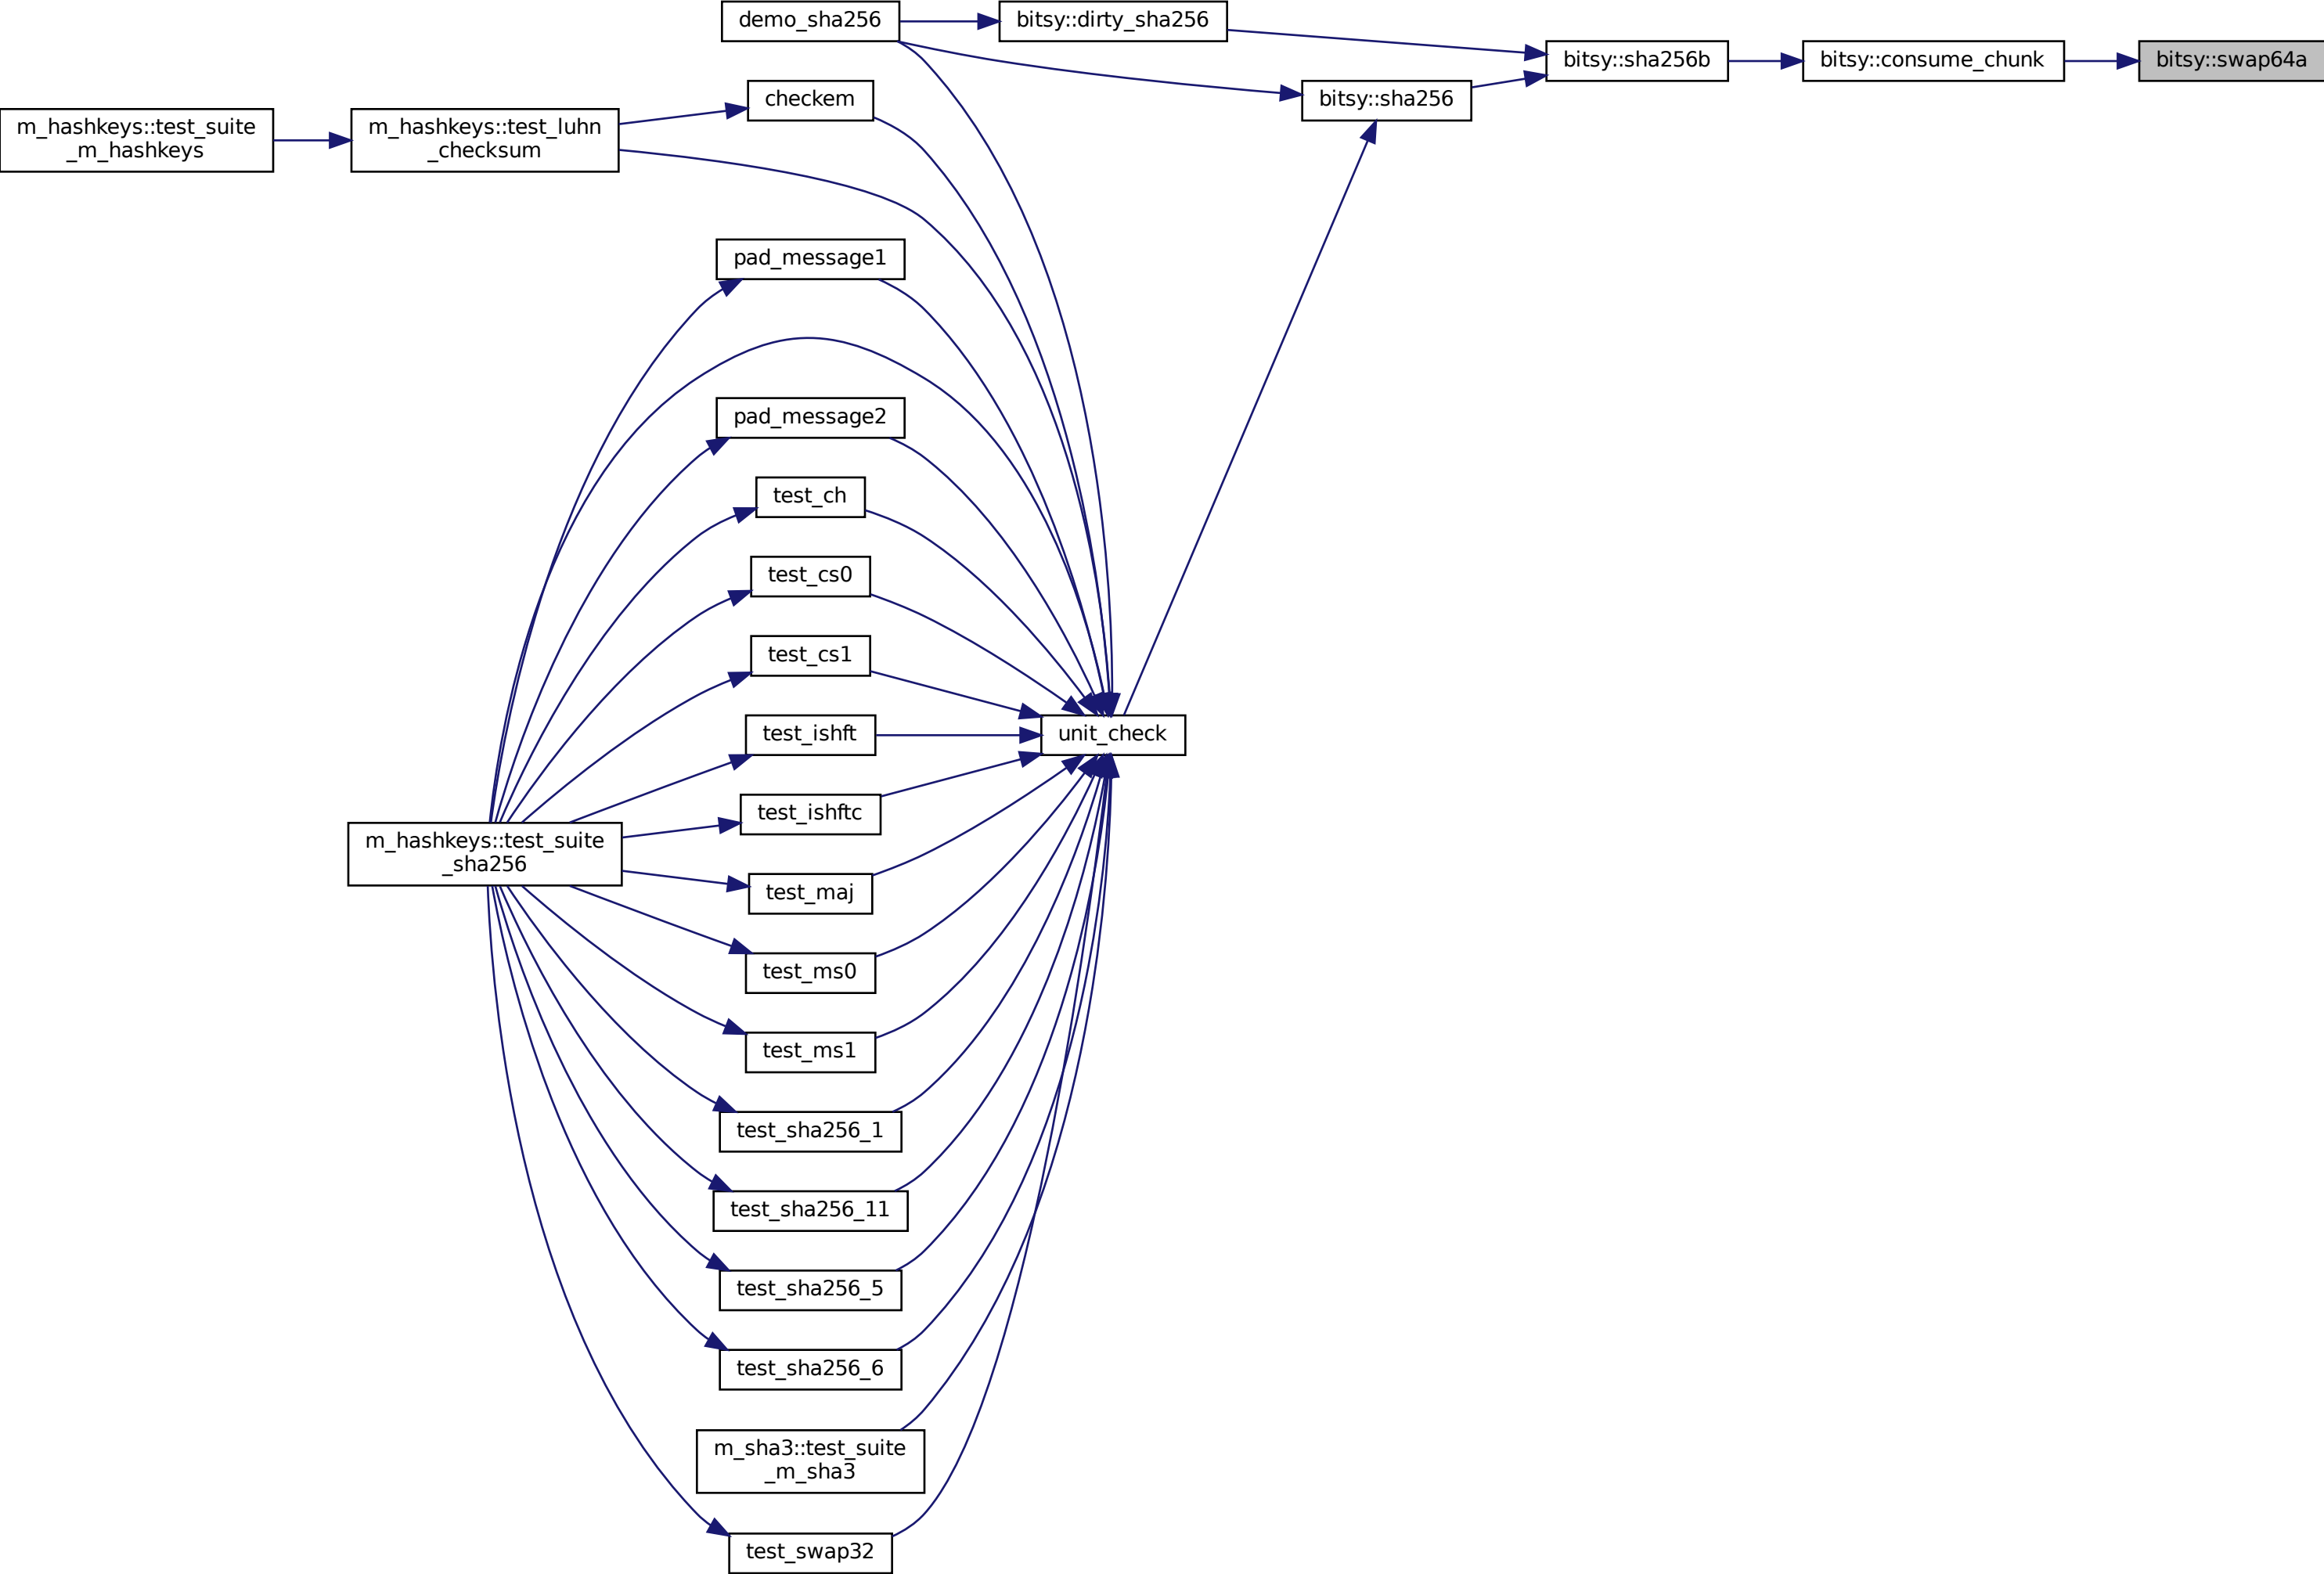 demo_sha256
bitsy::dirty_sha256
bitsy::sha256b
bitsy::consume_chunk
bitsy::swap64a
bitsy::sha256
checkem
m_hashkeys::test_suite
_m_hashkeys
m_hashkeys::test_luhn
_checksum
pad_message1
pad_message2
test_ch
test_cs0
test_cs1
test_ishft
unit_check
test_ishftc
m_hashkeys::test_suite
_sha256
test_maj
test_ms0
test_ms1
test_sha256_1
test_sha256_11
test_sha256_5
test_sha256_6
m_sha3::test_suite
_m_sha3
test_swap32